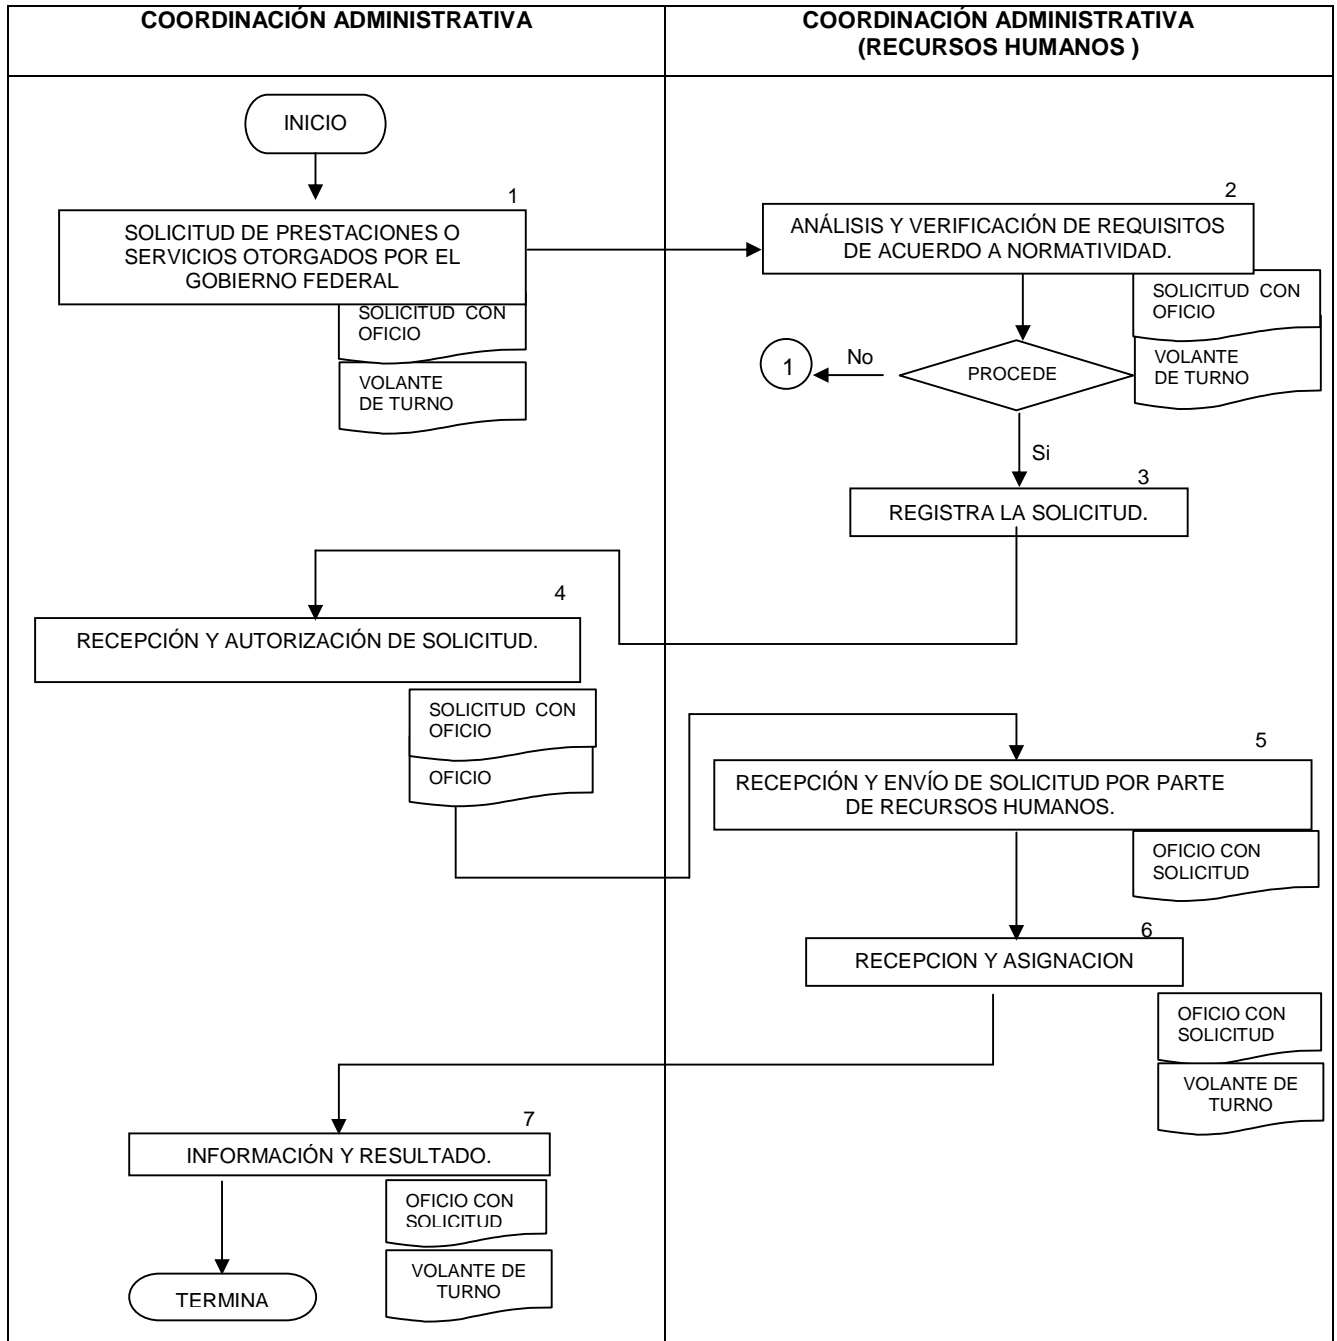 COORDINACIÓN ADMINISTRATIVA
COORDINACIÓN ADMINISTRATIVA
(RECURSOS HUMANOS )
INICIO
1
SOLICITUD DE PRESTACIONES O
SERVICIOS OTORGADOS POR EL
GOBIERNO FEDERAL
SOLICITUD CON
OFICIO
VOLANTE
DE TURNO
2
ANÁLISIS Y VERIFICACIÓN DE REQUISITOS
DE ACUERDO A NORMATIVIDAD.
SOLICITUD CON
OFICIO
VOLANTE
DE TURNO
PROCEDE
No
1
Si
3
REGISTRA LA SOLICITUD.
4
RECEPCIÓN Y AUTORIZACIÓN DE SOLICITUD.
SOLICITUD CON
OFICIO
OFICIO
5
RECEPCIÓN Y ENVÍO DE SOLICITUD POR PARTE
DE RECURSOS HUMANOS.
OFICIO CON
SOLICITUD
6
RECEPCION Y ASIGNACION
OFICIO CON
SOLICITUD
VOLANTE DE
TURNO
7
INFORMACIÓN Y RESULTADO.
OFICIO CON
SOLICITUD
VOLANTE DE
TURNO
TERMINA